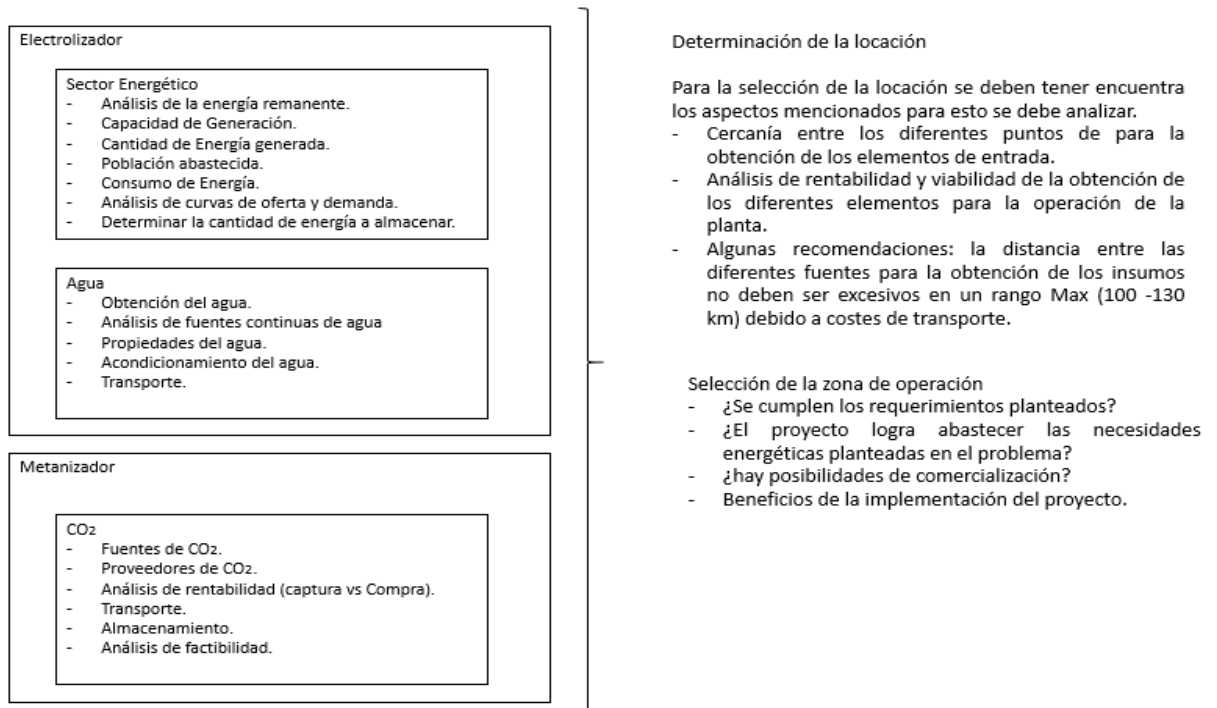 Electrolizador
Sector Energético
- Análisis de la energía remanente.
- Capacidad de Generación.
- Cantidad de Energía generada.
- Población abastecida.
- Consumo de Energía.
- Análisis de curvas de oferta y demanda.
- Determinar la cantidad de energía a almacenar.
Agua
- Obtención del agua.
- Análisis de fuentes continuas de agua
- Propiedades del agua.
- Acondicionamiento del agua.
- Transporte.
Metanizador
CO2
- Fuentes de CO2.
- Proveedores de CO2.
- Análisis de rentabilidad (captura vs Compra).
- Transporte.
- Almacenamiento.
- Análisis de factibilidad.
Determinación de la locación
Para la selección de la locación se deben tener encuentra
los aspectos mencionados para esto se debe analizar.
- Cercanía entre los diferentes puntos de para la
obtención de los elementos de entrada.
- Análisis de rentabilidad y viabilidad de la obtención de
los diferentes elementos para la operación de la
planta.
- Algunas recomendaciones: la distancia entre las
diferentes fuentes para la obtención de los insumos
no deben ser excesivos en un rango Max (100 -130
km) debido a costes de transporte.
Selección de la zona de operación
- ¿Se cumplen los requerimientos planteados?
- ¿El proyecto logra abastecer las necesidades
energéticas planteadas en el problema?
- ¿hay posibilidades de comercialización?
- Beneficios de la implementación del proyecto.